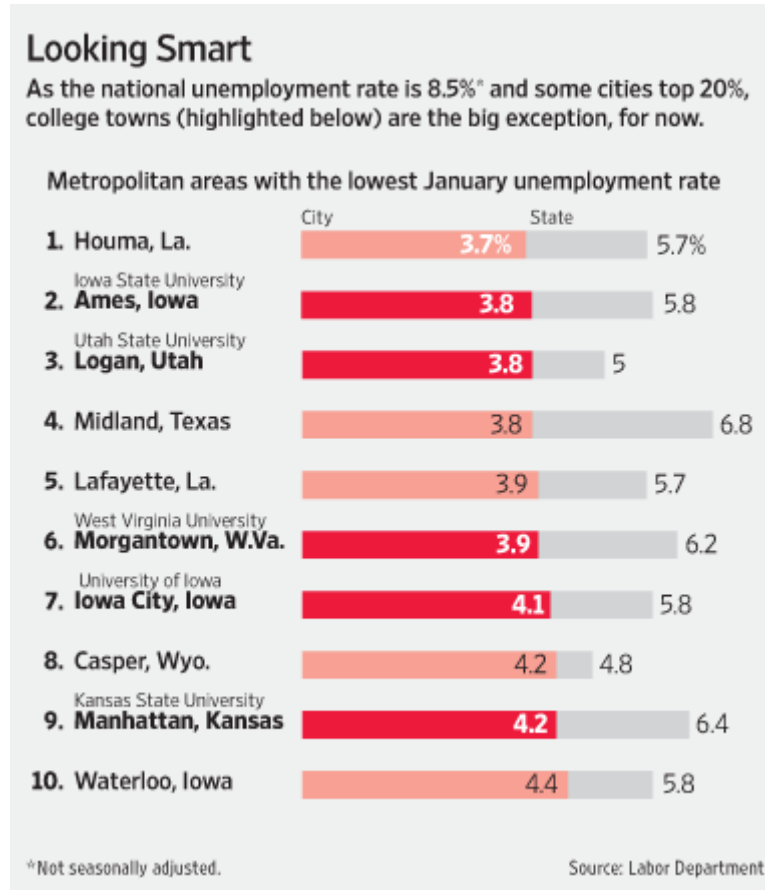 Looking Smart
As the national unemployment rate is 8.5%* and some cities top 20%,
college towns (highlighted below) are the big exception, for now.
Metropolitan areas with the lowest January unemployment rate
City State
1. Houma, La. 3.7% 5.7%
Iowa State University
2. Ames, Iowa 3.8 5.8
Utah State University
3. Logan, Utah 3.8 5
4. Midland, Texas 3.8 6.8
5. Lafayette, La. 3.9 5.7
West Virginia University
6. Morgantown, W.Va. 3.9 6.2
University of Iowa
7. Iowa City, Iowa 4.1 5.8
8. Casper, Wyo. 4.2 4.8
Kansas State University
9. Manhattan, Kansas 4.2 6.4
10. Waterloo, Iowa 4.4 5.8
*Not seasonally adjusted. Source: Labor Department